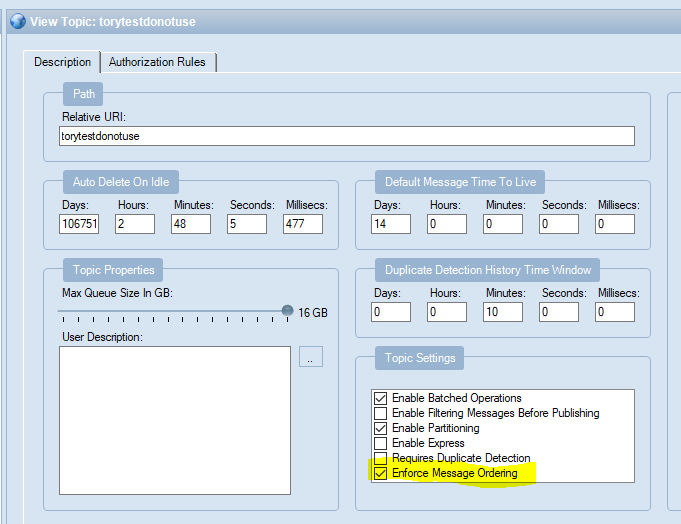 View Topic: torytestdonotuse
Description Authorization Rules
Path
Relative URI:
torytestdonotuse
Auto Delete On Idle
Days: Hours: Minutes: Seconds: Millisecs:
106751 2 48 5 477
Default Message Time To Live
Days: Hours: Minutes: Seconds: Millisecs:
14 0 0 0 0
Topic Properties
Max Queue Size In GB:
16 GB
User Description:
..
Duplicate Detection History Time Window
Days: Hours: Minutes: Seconds: Millisecs:
0 0 10 0 0
Topic Settings
Enable Batched Operations
Enable Filtering Messages Before Publishing
Enable Partitioning
Enable Express
Requires Duplicate Detection
Enforce Message Ordering